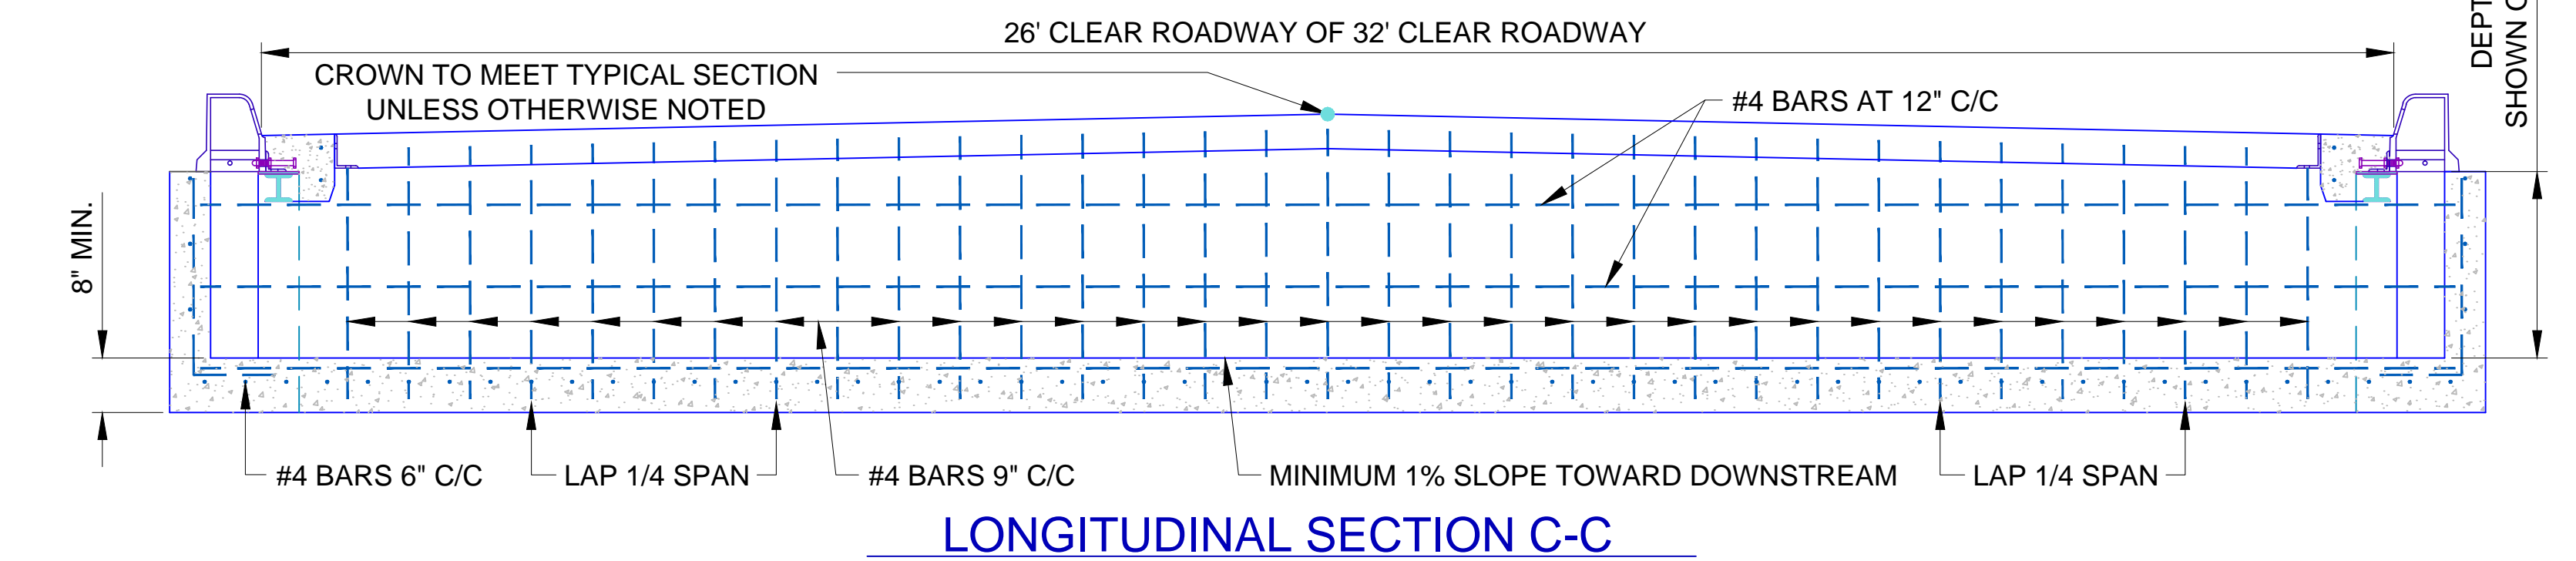 26' CLEAR ROADWAY OF 32' CLEAR ROADWAY
CROWN TO MEET TYPICAL SECTION
UNLESS OTHERWISE NOTED
#4 BARS AT 12" C/C
SHOWN
8" MIN.
#4 BARS 6" C/C
LAP 1/4 SPAN
#4 BARS 9" C/C
MINIMUM 1% SLOPE TOWARD DOWNSTREAM
LAP 1/4 SPAN
LONGITUDINAL SECTION C-C